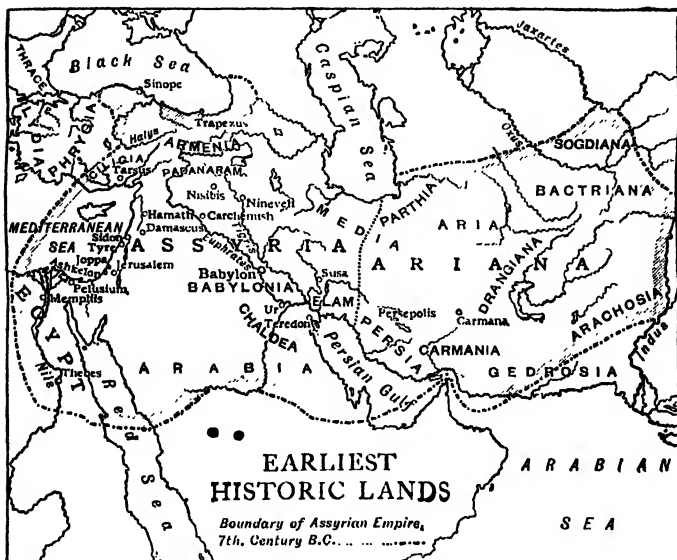 Black Sea
Sinope
THRACE
LYDIA
PHRYGIA
Halys
CILICIA
Tarsus
Trapezus
ARMENIA
PADANARAM
Nisibis
Nineveh
Hamath
Carchemish
Damascus
MEDITERRANEAN
SEA
Sidon
Tyre
Joppa
Ashkelon
Jerusalem
Pelusium
Memphis
EGYPT
Nile
Thebes
Red Sea
ASSYRIA
Tigris
Euphrates
Babylon
BABYLONIA
Ur
Teredon
CHALDEA
ARABIA
Caspian Sea
MEDIA
Susa
ELAM
PERSIA
Persepolis
Persian Gulf
Jaxartes
Oxus
SOGDIANA
BACTRIANA
PARTHIA
ARIA
ARIANA
DRANGIANA
ARACHOSIA
Carmana
CARMANIA
GEDROSIA
Indus
ARABIAN
SEA
EARLIEST
HISTORIC LANDS
Boundary of Assyrian Empire,
7th. Century B.C.